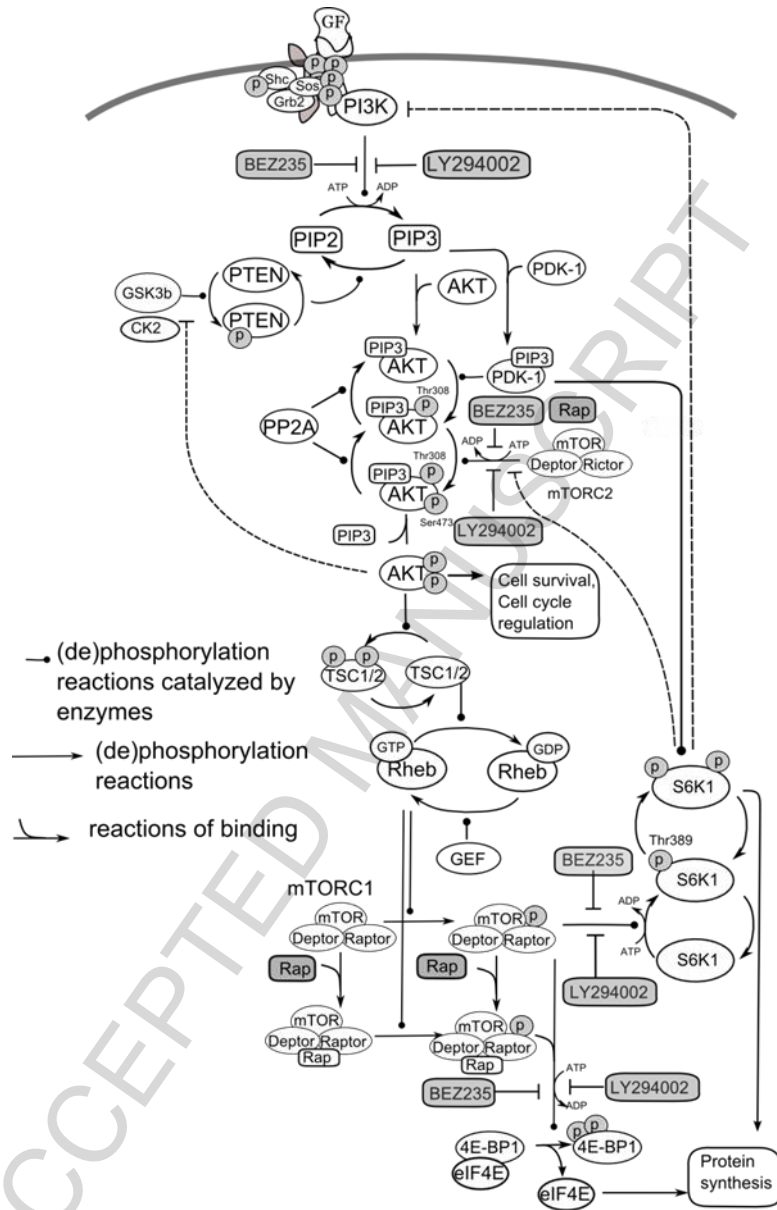 GF
p
p
p
Shc
Sos
p
p
Grb2
p
PI3K
BEZ235
LY294002
ATP
ADP
PIP2
PIP3
PTEN
AKT
PDK-1
GSK3b
CK2
PTEN
p
PIP3
AKT
PIP3
PDK-1
Thr308
PIP3
p
AKT
BEZ235
Rap
PP2A
ADP
ATP
mTOR
Deptor
Rictor
mTORC2
Thr308
PIP3
p
AKT
p
Ser473
LY294002
PIP3
AKT
p
p
Cell survival,
Cell cycle
regulation
(de)phophorylation
reactions catalyzed by
enzymes
p
p
TSC1/2
TSC1/2
(de)phosphorylation
reactions
GTP
Rheb
GDP
Rheb
reactions of binding
GEF
p
p
S6K1
Thr389
p
S6K1
BEZ235
ADP
ATP
S6K1
LY294002
mTORC1
mTOR
Deptor
Raptor
mTOR
p
Deptor
Raptor
Rap
Rap
mTOR
Deptor
Raptor
Rap
mTOR
p
Deptor
Raptor
Rap
BEZ235
ATP
ADP
LY294002
4E-BP1
eIF4E
p
p
4E-BP1
eIF4E
Protein
synthesis
CCEPTED MANUSCRIPT